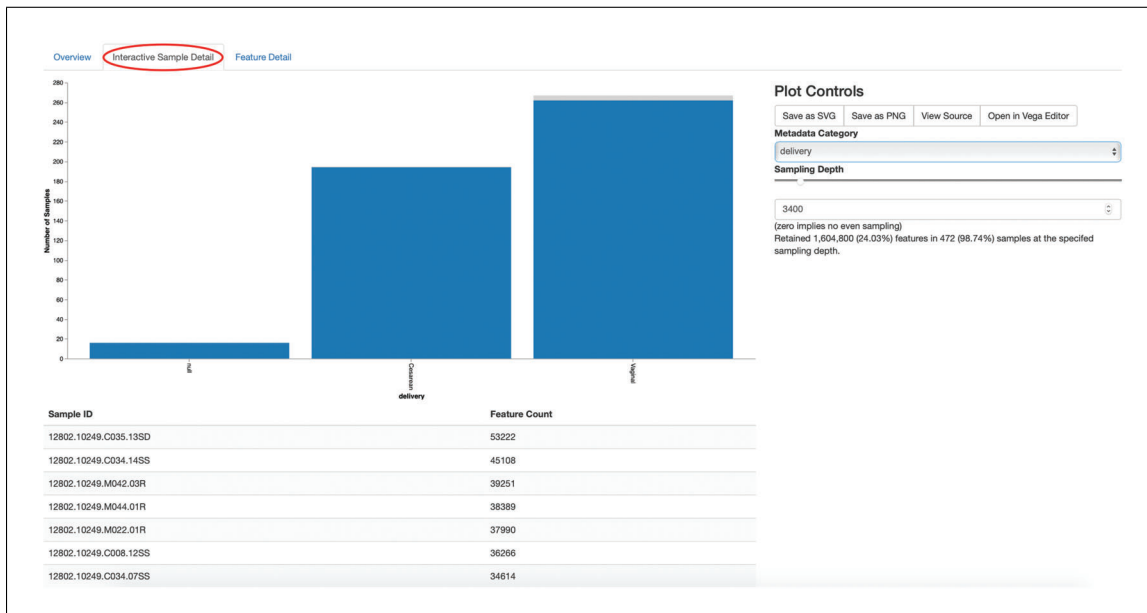 Overview Interactive Sample Detail Feature Detail
280
260
240
220
200
180
160
140
120
100
80
60
40
20
0
Number of Samples
null
Cesarean
Vaginal
delivery
Plot Controls
Save as SVG Save as PNG View Source Open in Vega Editor
Metadata Category
delivery
Sampling Depth
3400
(zero implies no even sampling)
Retained 1,604,800 (24.03%) features in 472 (98.74%) samples at the specifed
sampling depth.
Sample ID Feature Count
12802.10249.C035.13SD 53222
12802.10249.C034.14SS 45108
12802.10249.M042.03R 39251
12802.10249.M044.01R 38389
12802.10249.M022.01R 37990
12802.10249.C008.12SS 36266
12802.10249.C034.07SS 34614